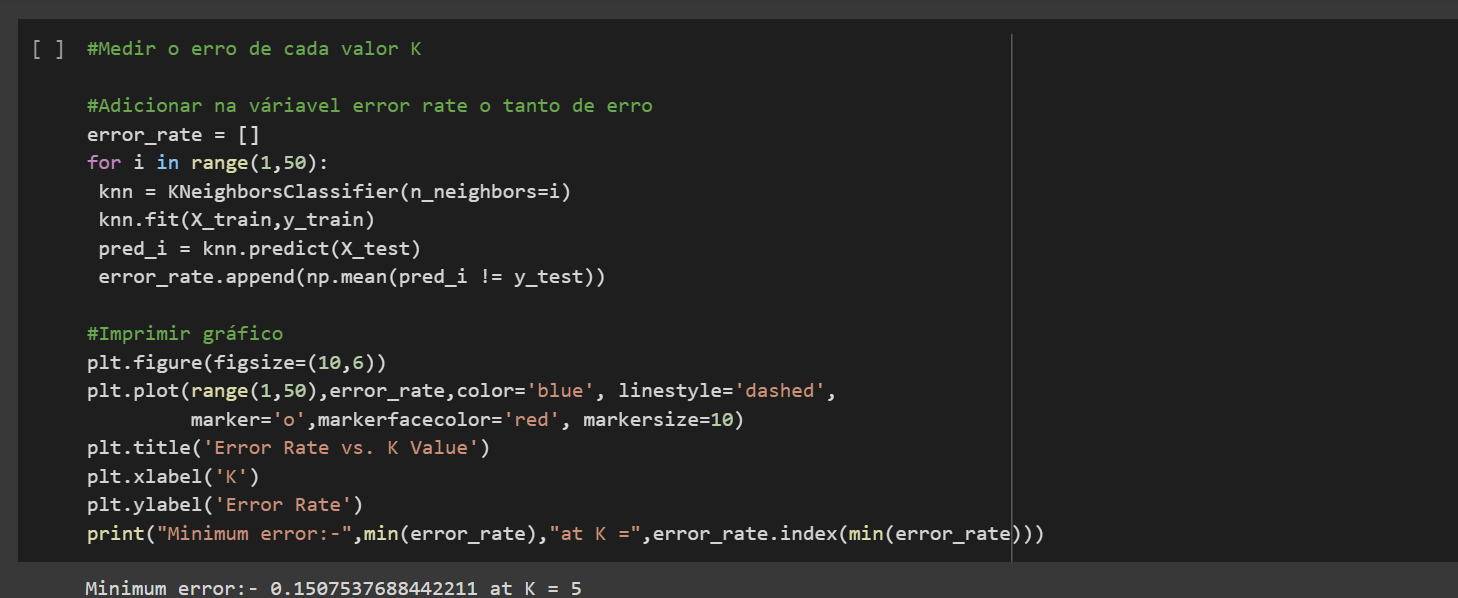 [ ] #Medir o erro de cada valor K
#Adicionar na váriavel error rate o tanto de erro
error_rate = []
for i in range(1,50):
 knn = KNeighborsClassifier(n_neighbors=i)
 knn.fit(X_train,y_train)
 pred_i = knn.predict(X_test)
 error_rate.append(np.mean(pred_i != y_test))
#Imprimir gráfico
plt.figure(figsize=(10,6))
plt.plot(range(1,50),error_rate,color='blue', linestyle='dashed',
         marker='o',markerfacecolor='red', markersize=10)
plt.title('Error Rate vs. K Value')
plt.xlabel('K')
plt.ylabel('Error Rate')
print("Minimum error:-",min(error_rate),"at K =",error_rate.index(min(error_rate)))
Minimum error:- 0.1507537688442211 at K = 5